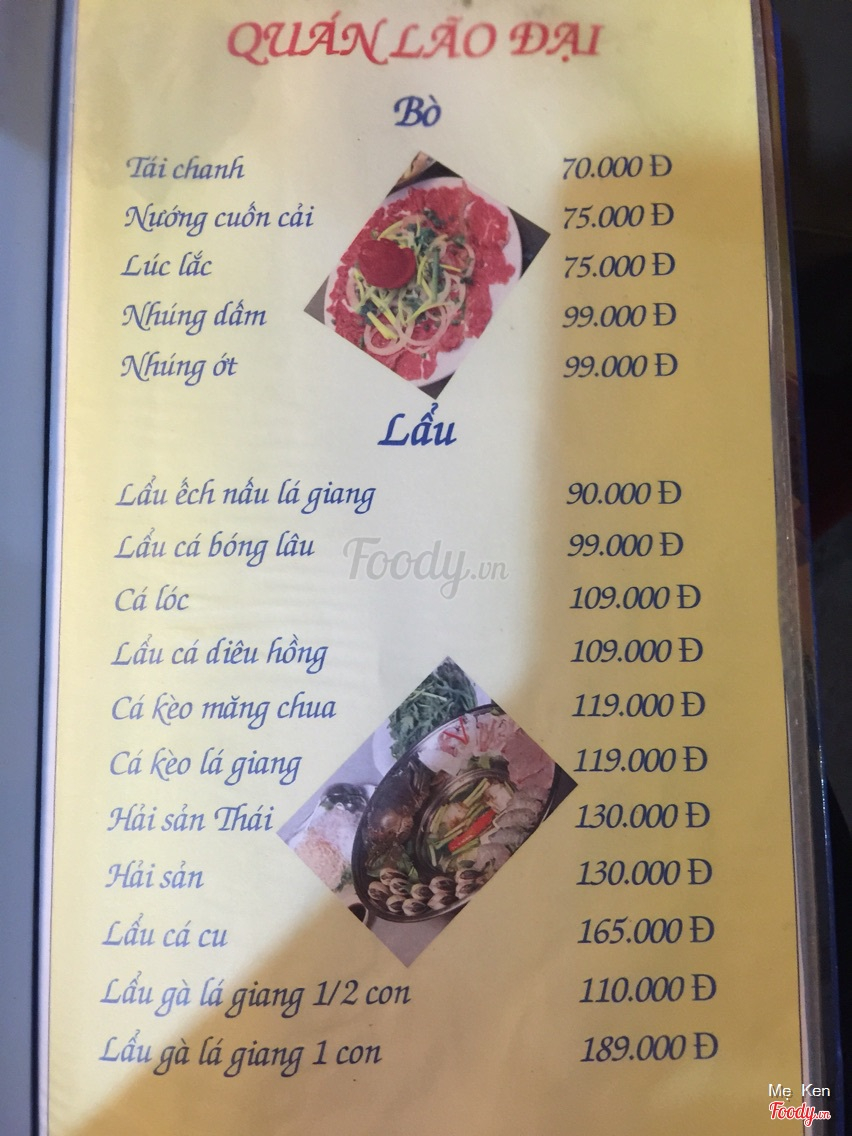 QUÁN LÃO ĐẠI
Bò
Tái chanh 70.000 Đ
Nướng cuốn cải 75.000 Đ
Lúc lắc 75.000 Đ
Nhúng dấm 99.000 Đ
Nhúng ớt 99.000 Đ
Lẩu
Lẩu ếch nấu lá giang 90.000 Đ
Lẩu cá bóng lâu 99.000 Đ
Foody.vn
Cá lóc 109.000 Đ
Lẩu cá diêu hồng 109.000 Đ
Cá kèo măng chua 119.000 Đ
Cá kèo lá giang 119.000 Đ
Hải sản Thái 130.000 Đ
Hải sản 130.000 Đ
Lẩu cá cu 165.000 Đ
Lẩu gà lá giang 1/2 con 110.000 Đ
Lẩu gà lá giang 1 con 189.000 Đ
Mẹ Ken
Foody.vn